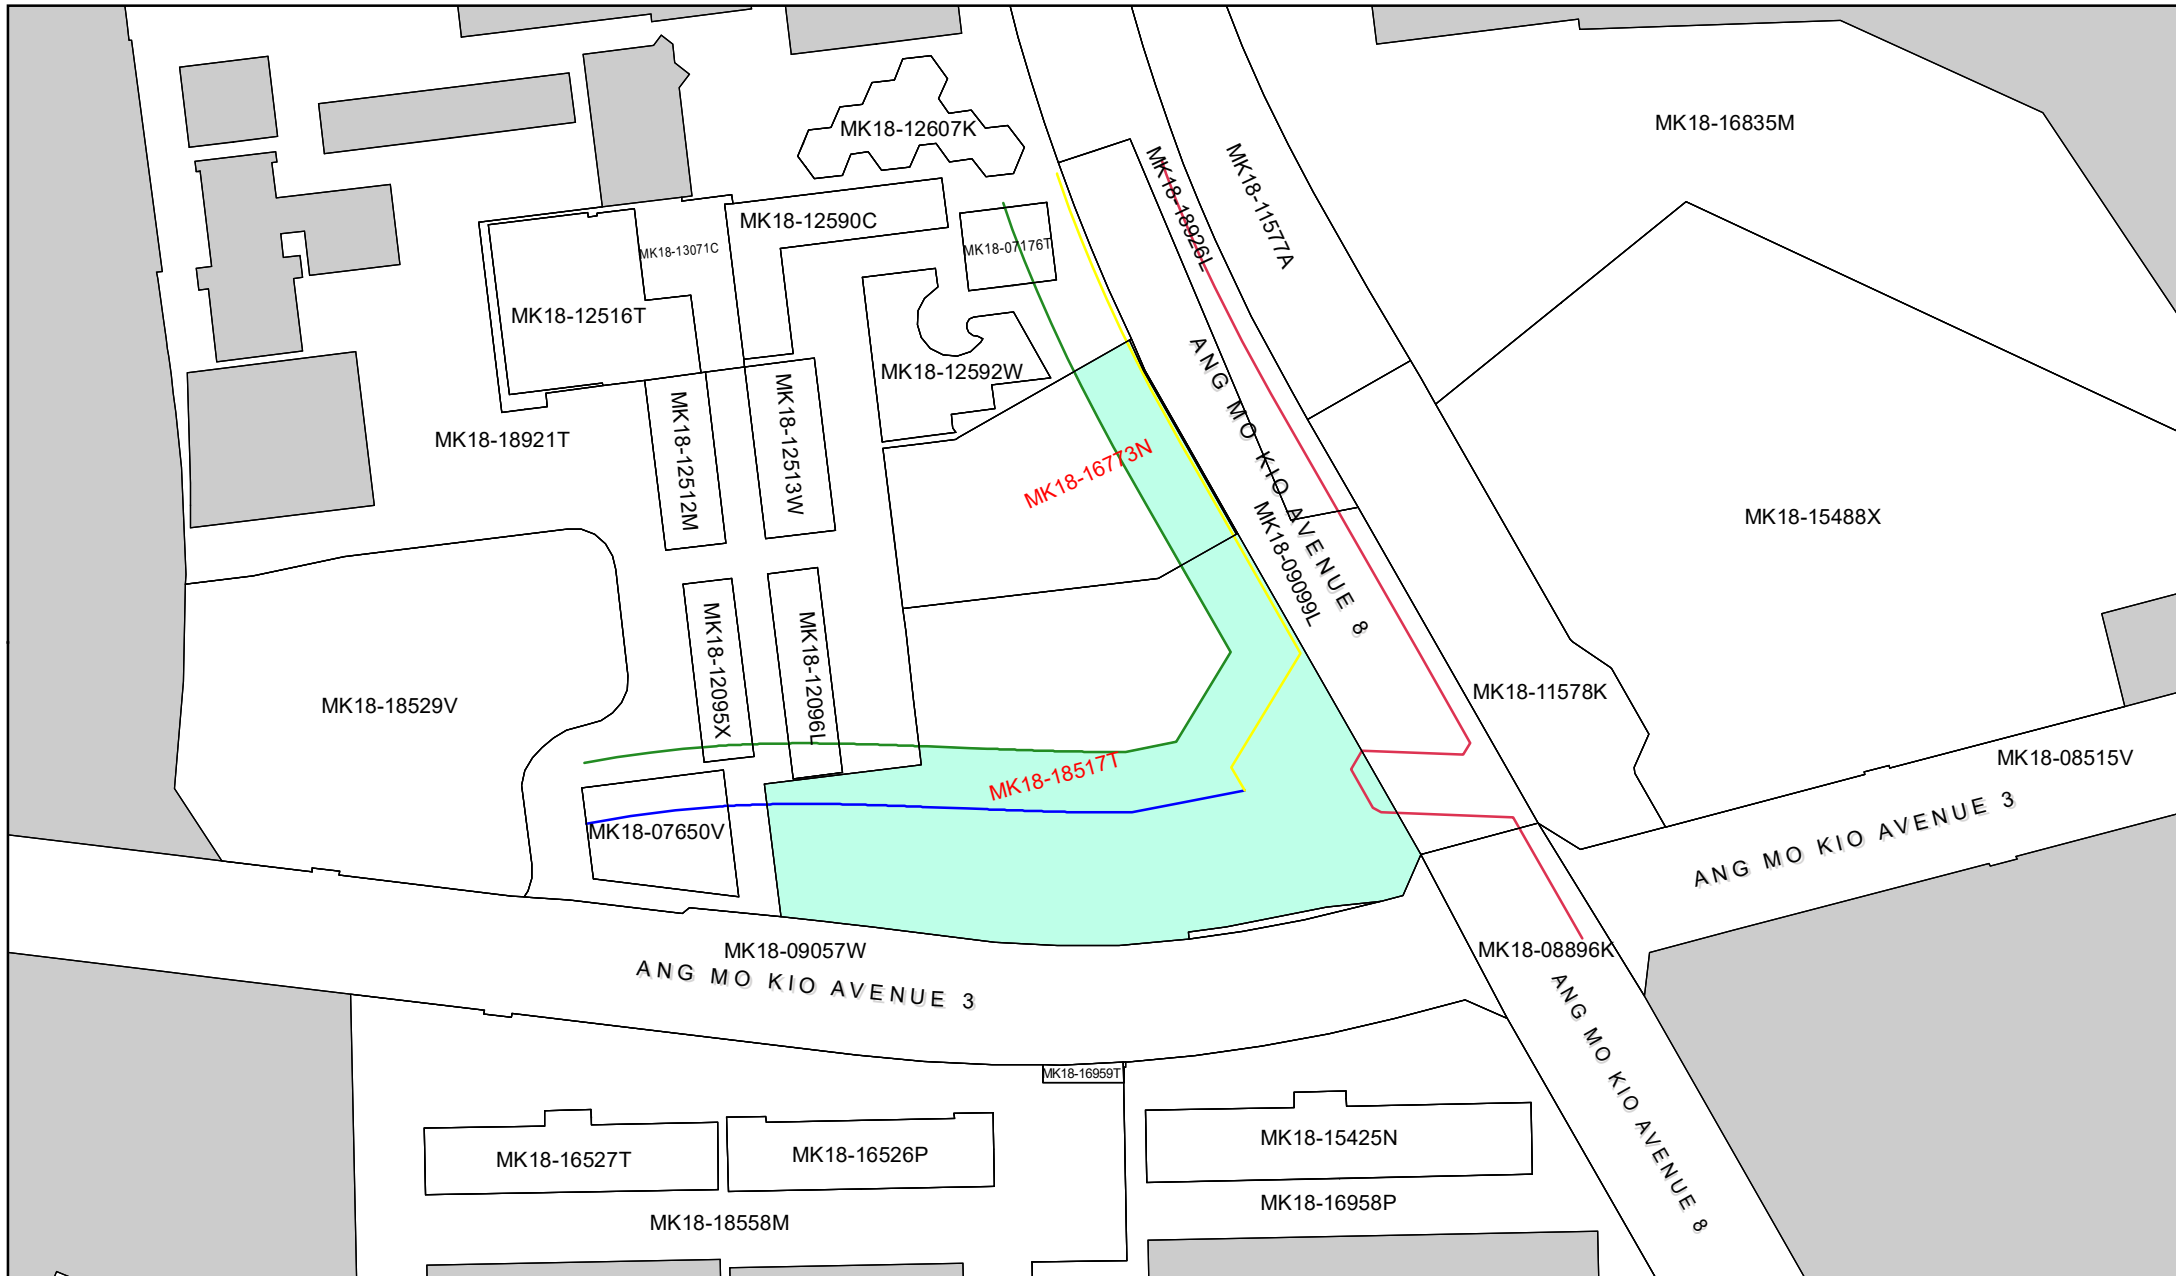 MK18-16835M
MK18-12607K
MK18-18926L
MK18-11577A
MK18-12590C
MK18-13071C
MK18-07176T
MK18-12516T
MK18-12592W
ANG MO KIO AVENUE 8
MK18-18921T
MK18-12512M
MK18-12513W
MK18-16773N
MK18-15488X
MK18-09099L
MK18-12095X
MK18-12096L
MK18-18529V
MK18-11578K
MK18-08515V
MK18-18517T
MK18-07650V
ANG MO KIO AVENUE 3
MK18-09057W
MK18-08896K
ANG MO KIO AVENUE 3
ANG MO KIO AVENUE 8
MK18-16959T
MK18-15425N
MK18-16527T
MK18-16526P
MK18-16958P
MK18-18558M